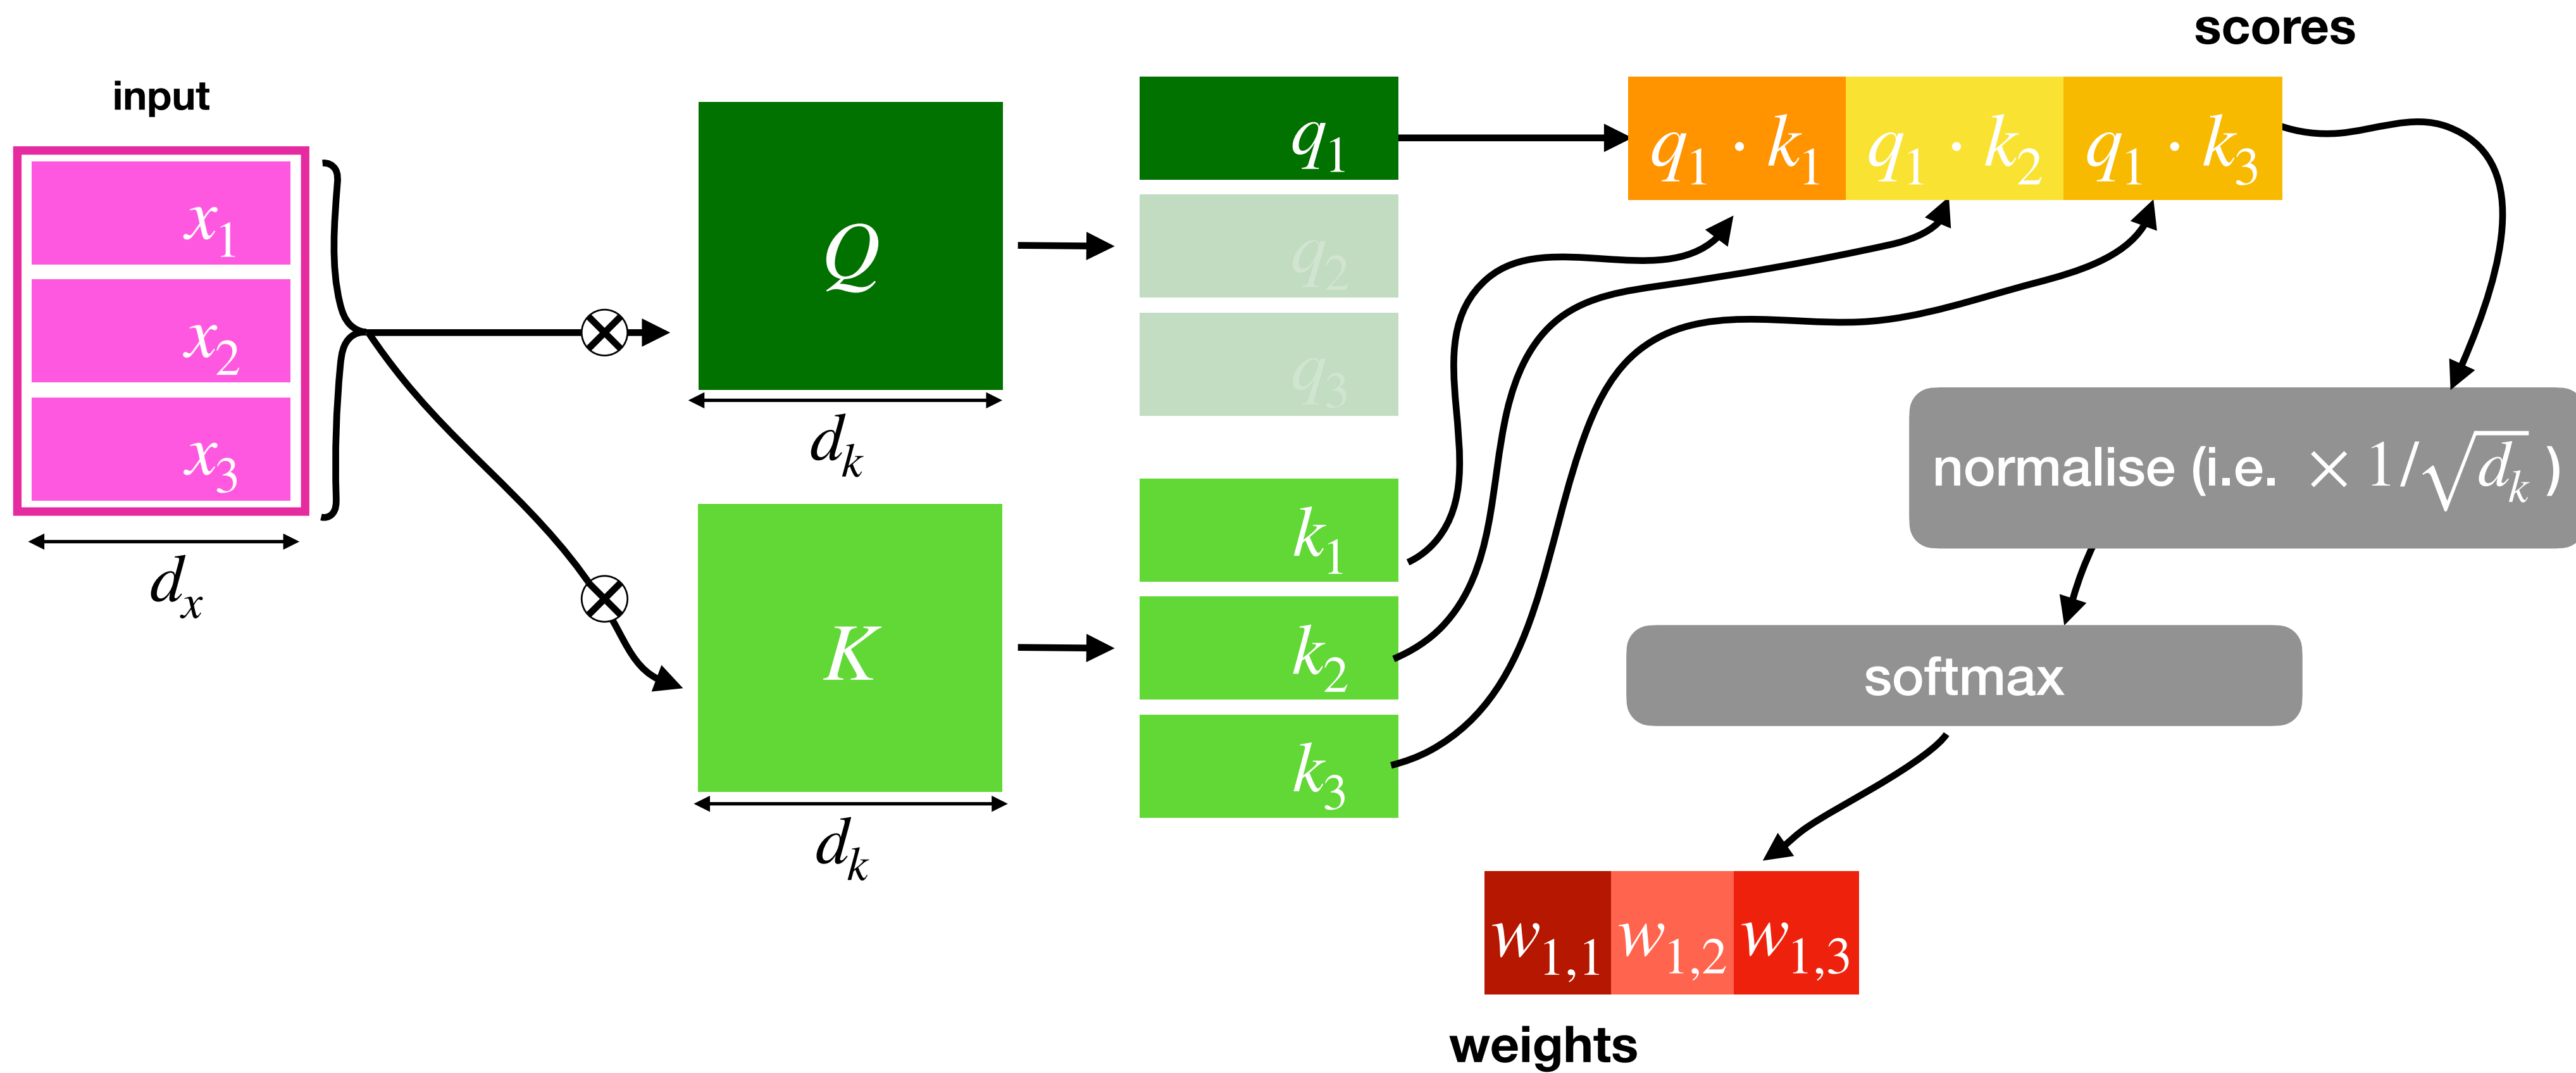 scores
input
x₁
x₂
x₃
dₓ
Q
dₖ
K
dₖ
q₁
q₂
q₃
k₁
k₂
k₃
q₁ · k₁ q₁ · k₂ q₁ · k₃
normalise (i.e. × 1/√dₖ )
softmax
w₁,₁ w₁,₂ w₁,₃
weights